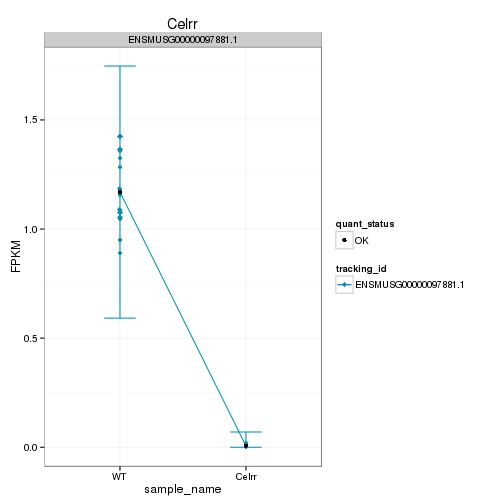 Celrr
ENSMUSG00000097881.1
1.5
1.0
0.5
0.0
FPKM
WT
Celrr
sample_name
quant_status
OK
tracking_id
ENSMUSG00000097881.1